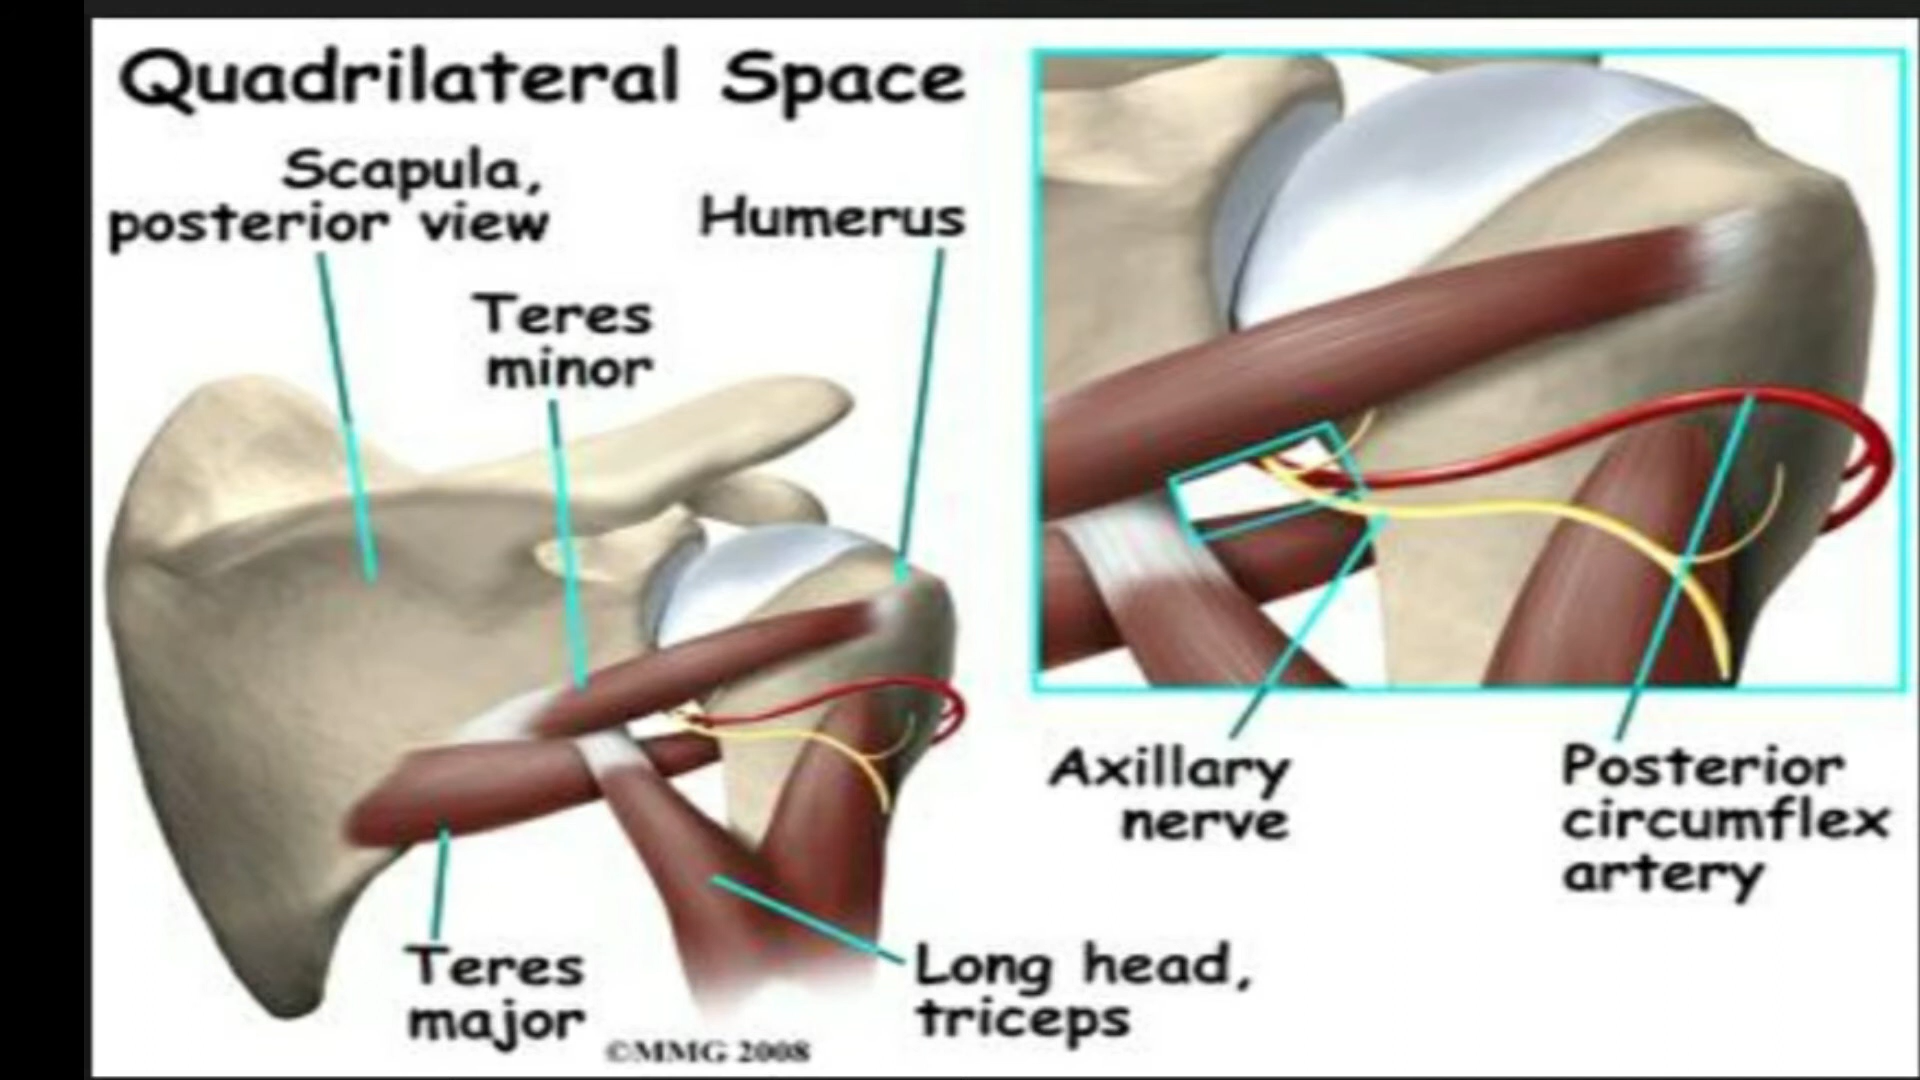 Quadrilateral Space
Scapula,
posterior view
Humerus
Teres
minor
Axillary
nerve
Posterior
circumflex
artery
Teres
major
Long head,
triceps
©MMG 2008